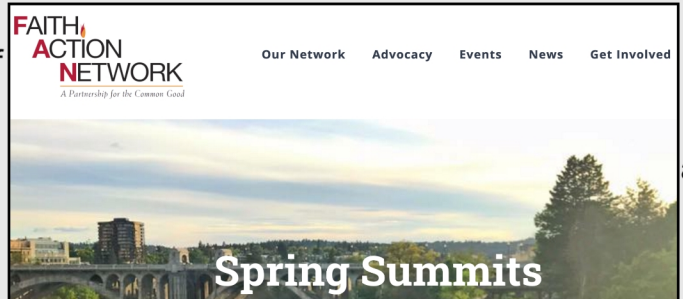 FAITH
ACTION
NETWORK
A Partnership for the Common Good
Our Network Advocacy Events News Get Involved
Spring Summits